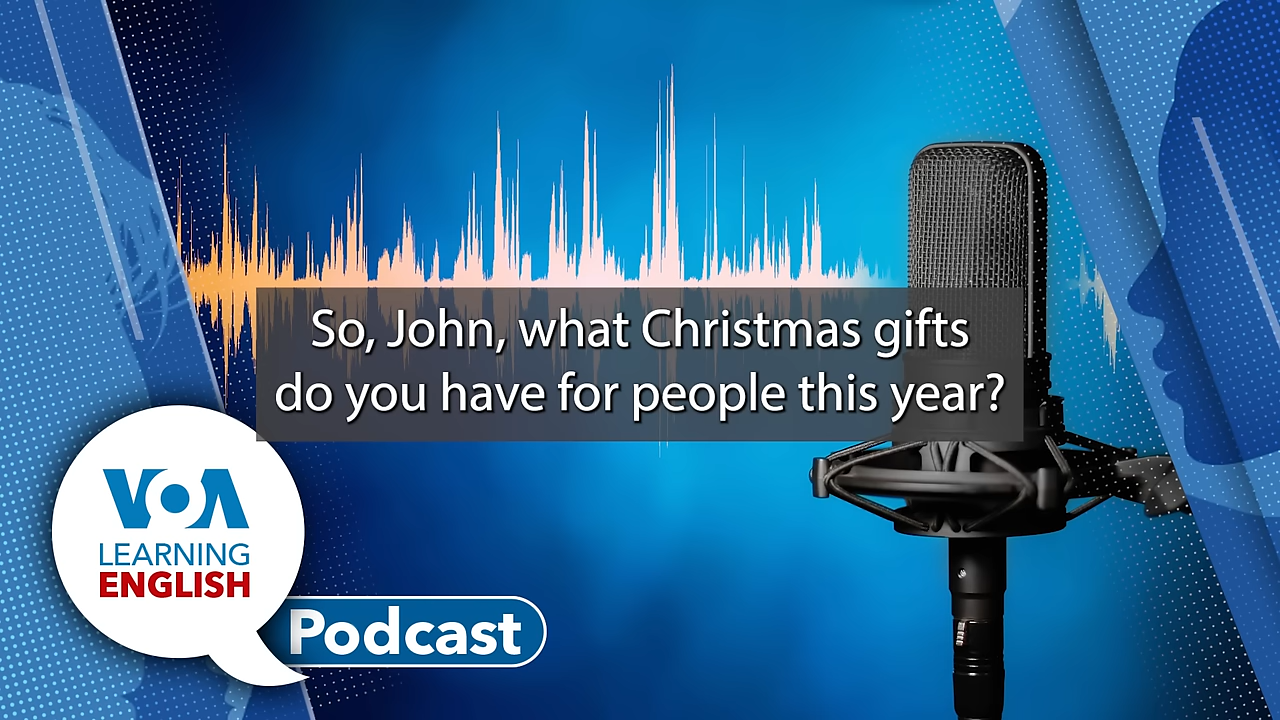 So, John, what Christmas gifts
do you have for people this year?
VOA
LEARNING
ENGLISH
Podcast